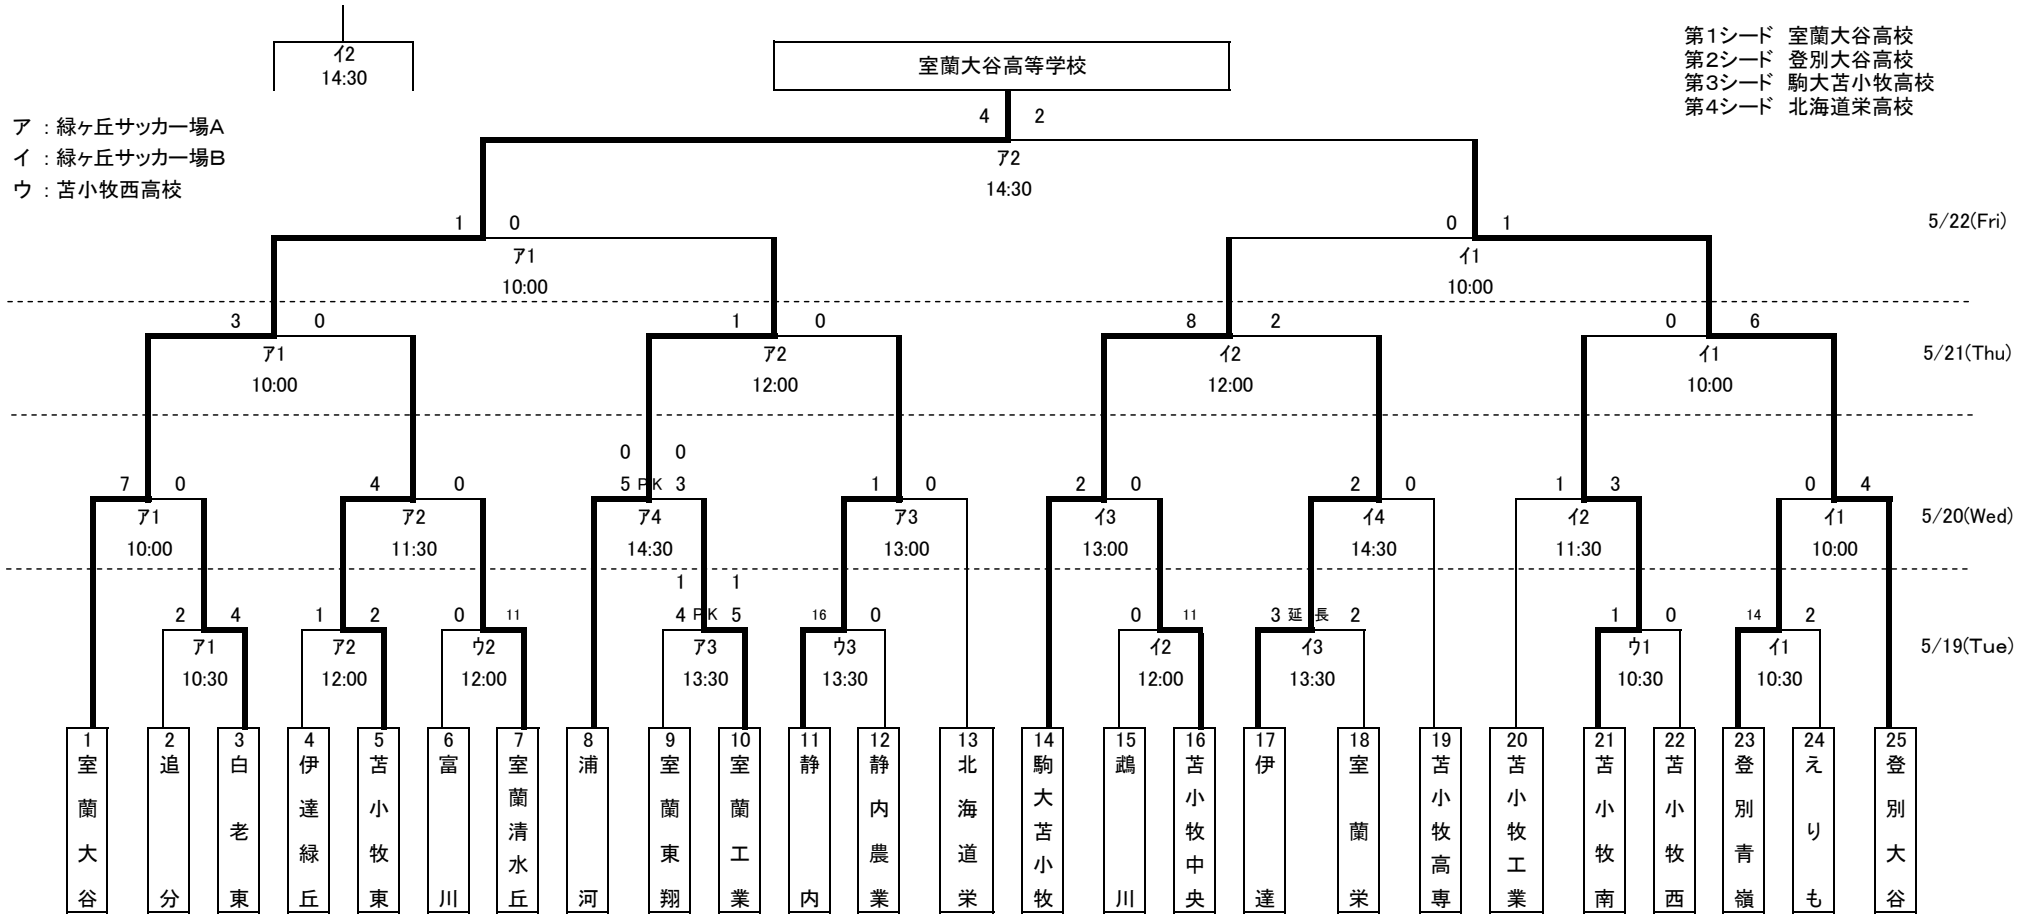 イ2
14:30
室蘭大谷高等学校
第1シード 室蘭大谷高校
第2シード 登別大谷高校
第3シード 駒大苫小牧高校
第4シード 北海道栄高校
ア : 緑ヶ丘サッカー場A
イ : 緑ヶ丘サッカー場B
ウ : 苫小牧西高校
4 2
ア2
14:30
1 0 0 1 5/22(Fri)
ア1 イ1
10:00 10:00
3 0 1 0 8 2 0 6
ア1 ア2 イ2 イ1 5/21(Thu)
10:00 12:00 12:00 10:00
0 0
7 0 4 0 5 PK 3 1 0 2 0 2 0 1 3 0 4
ア1 ア2 ア4 ア3 イ3 イ4 イ2 イ1 5/20(Wed)
10:00 11:30 14:30 13:00 13:00 14:30 11:30 10:00
1 1
2 4 1 2 0 11 4 PK 5 16 0 0 11 3 延長 2 1 0 14 2
ア1 ア2 ウ2 ア3 ウ3 イ2 イ3 ウ1 イ1 5/19(Tue)
10:30 12:00 12:00 13:30 13:30 12:00 13:30 10:30 10:30
1 室蘭大谷
2 追分
3 白老東
4 伊達緑丘
5 苫小牧東
6 富川
7 室蘭清水丘
8 浦河
9 室蘭東翔
10 室蘭工業
11 静内
12 静内農業
13 北海道栄
14 駒大苫小牧
15 鵡川
16 苫小牧中央
17 伊達
18 室蘭栄
19 苫小牧高専
20 苫小牧工業
21 苫小牧南
22 苫小牧西
23 登別青嶺
24 えりも
25 登別大谷